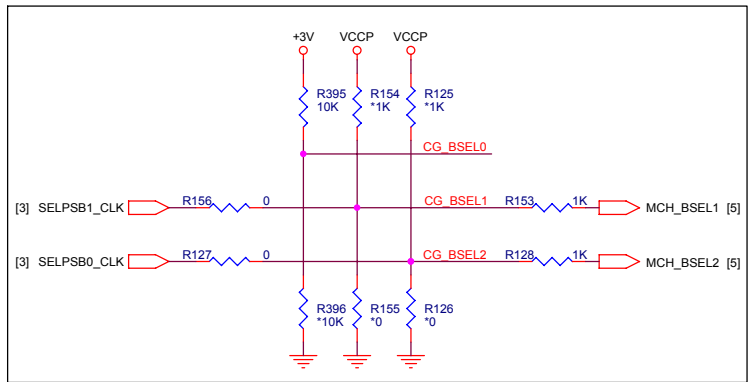 +3V VCCP VCCP
R395 R154 R125
10K *1K *1K
CG_BSEL0
[3] SELPSB1_CLK R156 0 CG_BSEL1 R153 1K MCH_BSEL1 [5]
[3] SELPSB0_CLK R127 0 CG_BSEL2 R128 1K MCH_BSEL2 [5]
R396 R155 R126
*10K *0 *0